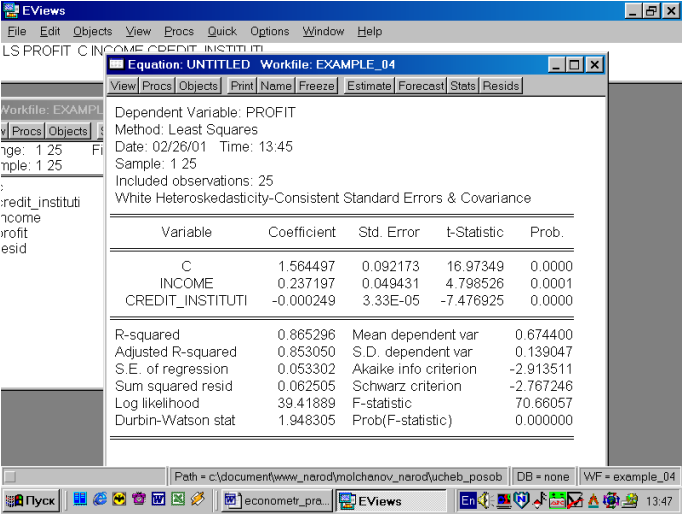 EViews
File Edit Objects View Procs Quick Options Window Help
LS PROFIT C INCOME CREDIT_INSTITUTI
Equation: UNTITLED Workfile: EXAMPLE_04
View Procs Objects Print Name Freeze Estimate Forecast Stats Resids
Workfile: EXAMPL
w Procs Objects
nge: 1 25 Fi
mple: 1 25
c
credit_instituti
ncome
profit
esid
Dependent Variable: PROFIT
Method: Least Squares
Date: 02/26/01 Time: 13:45
Sample: 1 25
Included observations: 25
White Heteroskedasticity-Consistent Standard Errors & Covariance
Variable Coefficient Std. Error t-Statistic Prob.
C 1.564497 0.092173 16.97349 0.0000
INCOME 0.237197 0.049431 4.798526 0.0001
CREDIT_INSTITUTI -0.000249 3.33E-05 -7.476925 0.0000
R-squared 0.865296 Mean dependent var 0.674400
Adjusted R-squared 0.853050 S.D. dependent var 0.139047
S.E. of regression 0.053302 Akaike info criterion -2.913511
Sum squared resid 0.062505 Schwarz criterion -2.767246
Log likelihood 39.41889 F-statistic 70.66057
Durbin-Watson stat 1.948305 Prob(F-statistic) 0.000000
Path = c:\document\www_narod\molchanov_narod\ucheb_posob DB = none WF = example_04
Пуск econometr_pra... EViews En 13:47